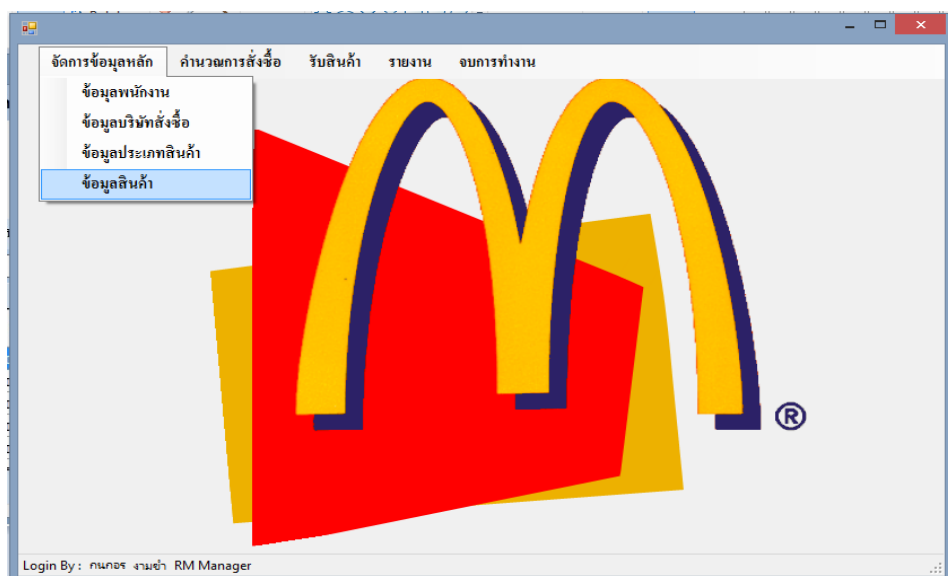 จัดการข้อมูลหลัก คำนวณการสั่งซื้อ รับสินค้า รายงาน จบการทำงาน
ข้อมูลพนักงาน
ข้อมูลบริษัทสั่งซื้อ
ข้อมูลประเภทสินค้า
ข้อมูลสินค้า
®
Login By : กนกอร งามขำ RM Manager